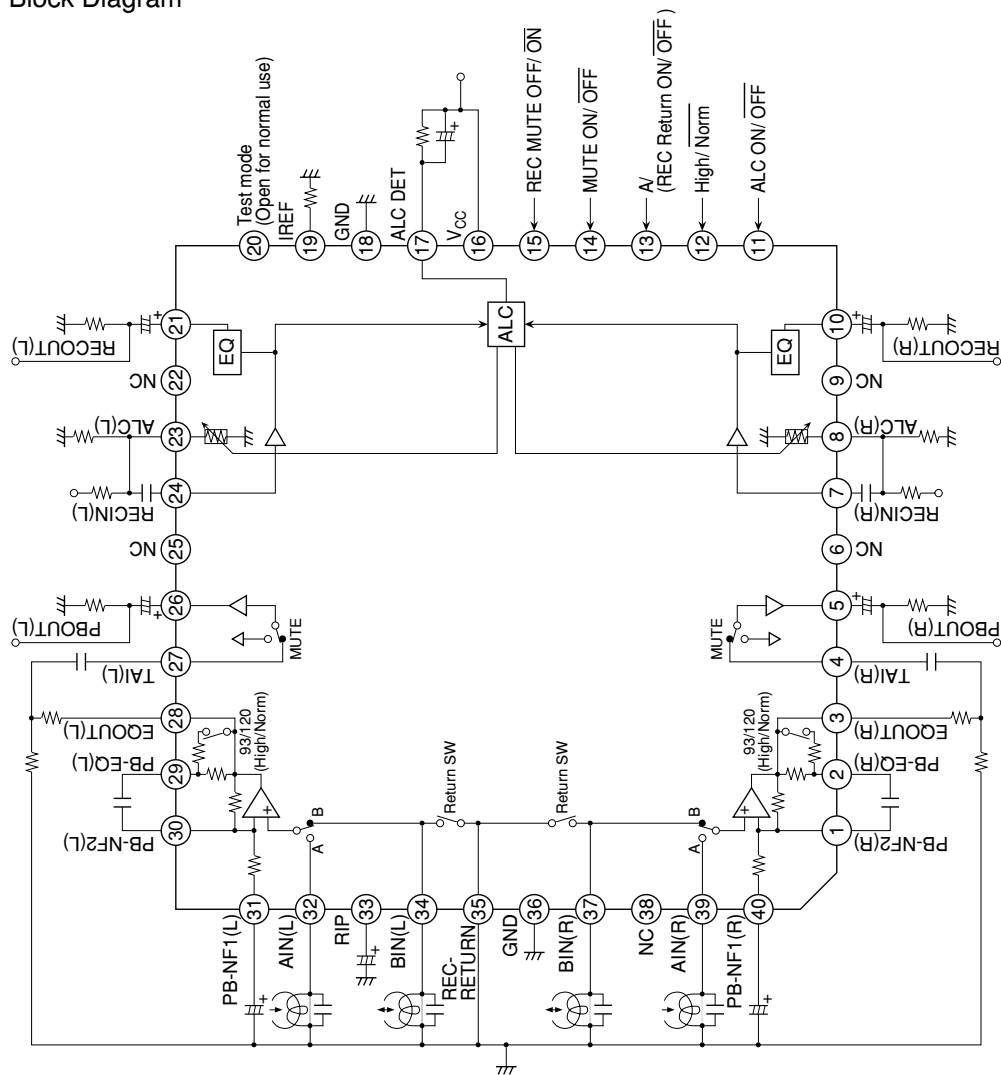 Block Diagram
Test mode
(Open for normal use)
20
IREF
19
GND
18
ALC DET
17
VCC
16
REC MUTE OFF/ ON
15
MUTE ON/ OFF
14
A/
(REC Return ON/ OFF )
13
High/ Norm
12
ALC ON/ OFF
11
RECOUT(L)
21
NC
22
ALC(L)
23
RECIN(L)
24
NC
25
PBOUT(L)
26
TAI(L)
27
EQOUT(L)
28
PB-EQ(L)
29
PB-NF2(L)
30
EQ
ALC
EQ
MUTE
MUTE
93/120
(High/Norm)
93/120
(High/Norm)
+
+
A
B
Return SW
Return SW
B
A
RECOUT(R)
10
NC
9
ALC(R)
8
RECIN(R)
7
NC
6
PBOUT(R)
5
TAI(R)
4
EQOUT(R)
3
PB-EQ(R)
2
PB-NF2(R)
1
31
PB-NF1(L)
32
AIN(L)
33
RIP
34
BIN(L)
35
REC-
RETURN
36
GND
37
BIN(R)
38
NC
39
AIN(R)
40
PB-NF1(R)
+
+
+
+
+
+
+
+